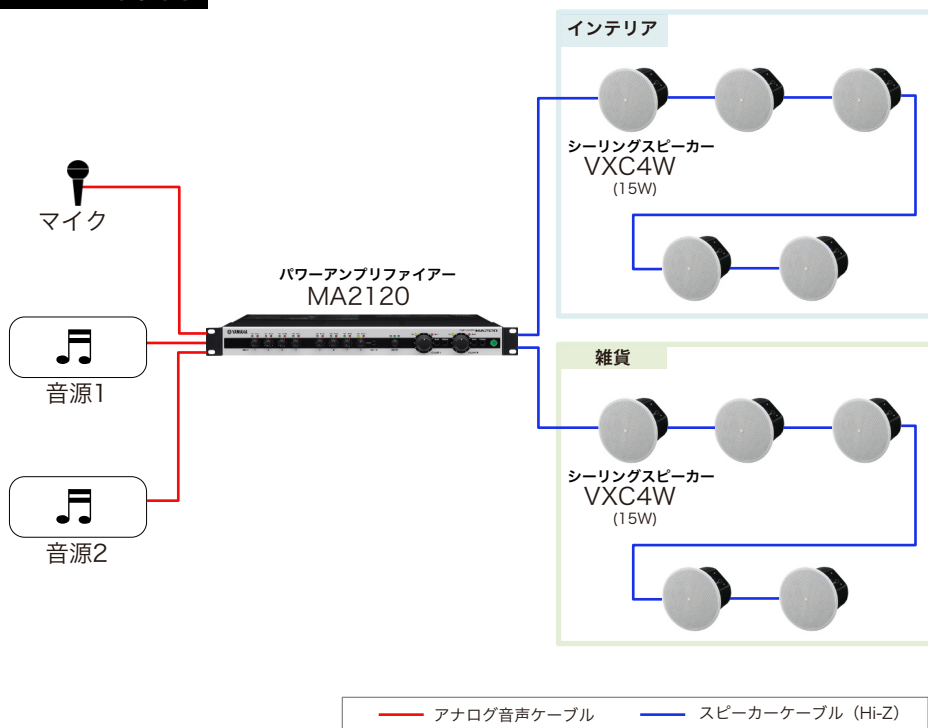 インテリア
シーリングスピーカー
VXC4W
(15W)
マイク
パワーアンプリファイアー
MA2120
YAMAHA
MA2120
音源1
雑貨
シーリングスピーカー
VXC4W
(15W)
音源2
アナログ音声ケーブル
スピーカーケーブル（Hi-Z）